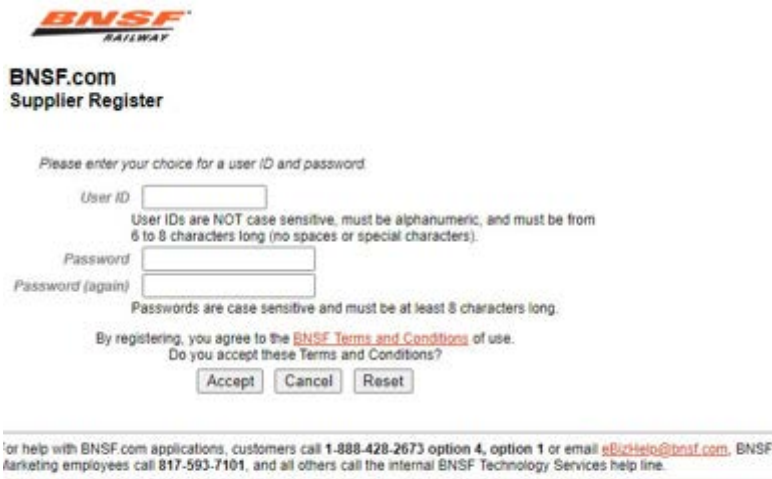 BNSF
RAILWAY
BNSF.com
Supplier Register
Please enter your choice for a user ID and password.
User ID
User IDs are NOT case sensitive, must be alphanumeric, and must be from
6 to 8 characters long (no spaces or special characters).
Password
Password (again)
Passwords are case sensitive and must be at least 8 characters long.
By registering, you agree to the BNSF Terms and Conditions of use.
Do you accept these Terms and Conditions?
Accept Cancel Reset
or help with BNSF.com applications, customers call 1-888-428-2673 option 4, option 1 or email eBizHelp@bnsf.com, BNSF
Marketing employees call 817-593-7101, and all others call the internal BNSF Technology Services help line.